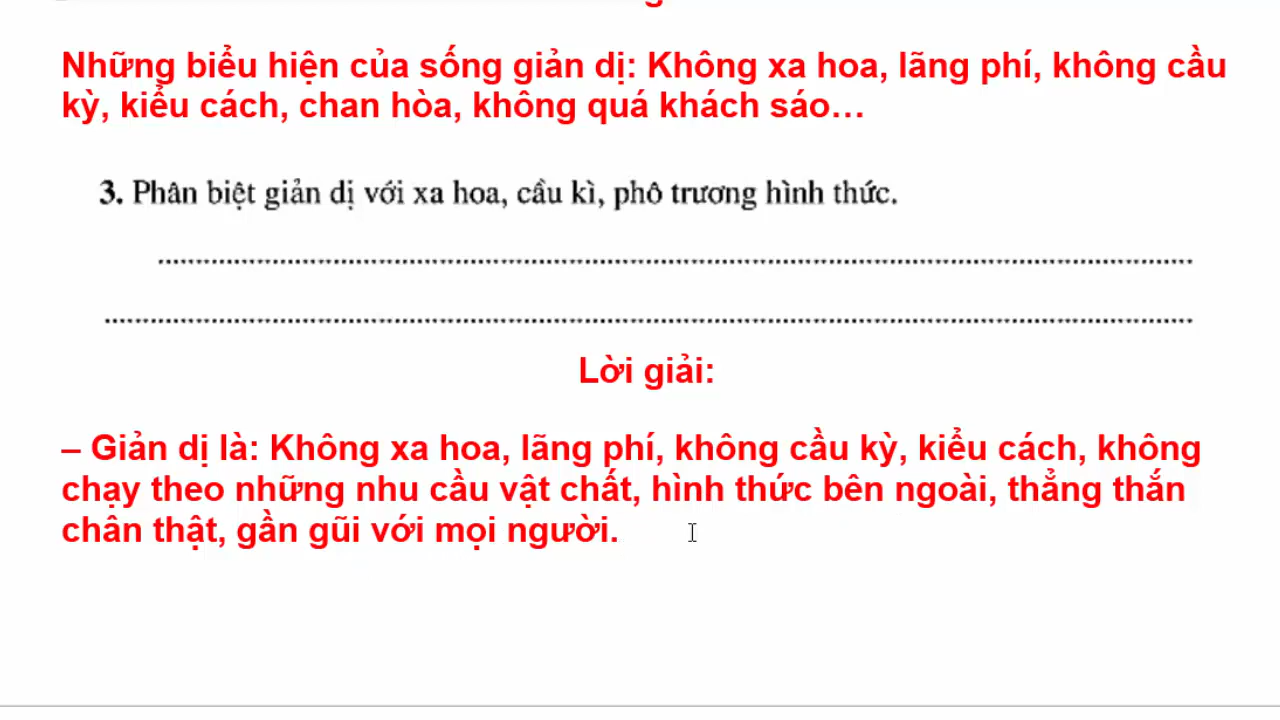 Những biểu hiện của sống giản dị: Không xa hoa, lãng phí, không cầu
kỳ, kiểu cách, chan hòa, không quá khách sáo…
3. Phân biệt giản dị với xa hoa, cầu kì, phô trương hình thức.
Lời giải:
– Giản dị là: Không xa hoa, lãng phí, không cầu kỳ, kiểu cách, không
chạy theo những nhu cầu vật chất, hình thức bên ngoài, thẳng thắn
chân thật, gần gũi với mọi người.